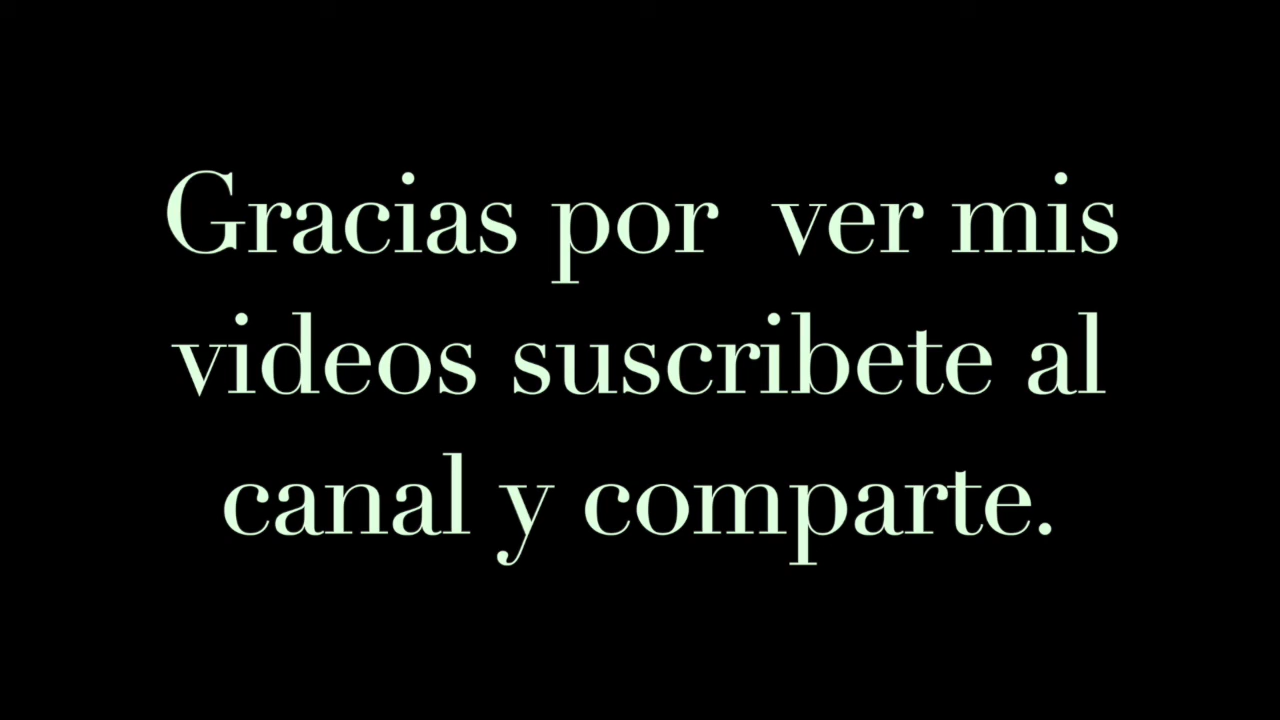 Gracias por  ver mis
videos suscribete al
canal y comparte.